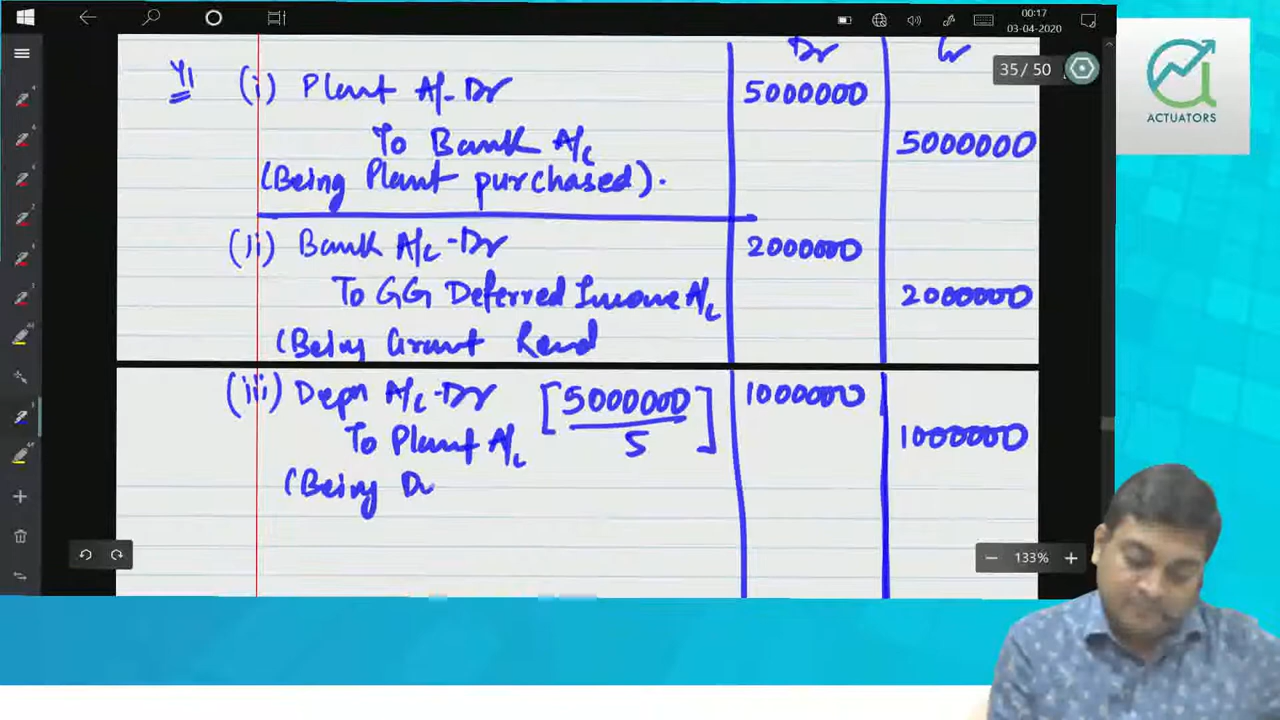 00:17
03-04-2020
35 / 50
ACTUATORS
Dr Cr
Y1 (i) Plant A/c - Dr 5000000
To Bank A/c 5000000
(Being Plant purchased).
(ii) Bank A/c - Dr 2000000
To GG Deferred Income A/c 2000000
(Being Grant Recd
(iii) Depn A/c - Dr [5000000 1000000
5]
To Plant A/c 1000000
(Being D
133%